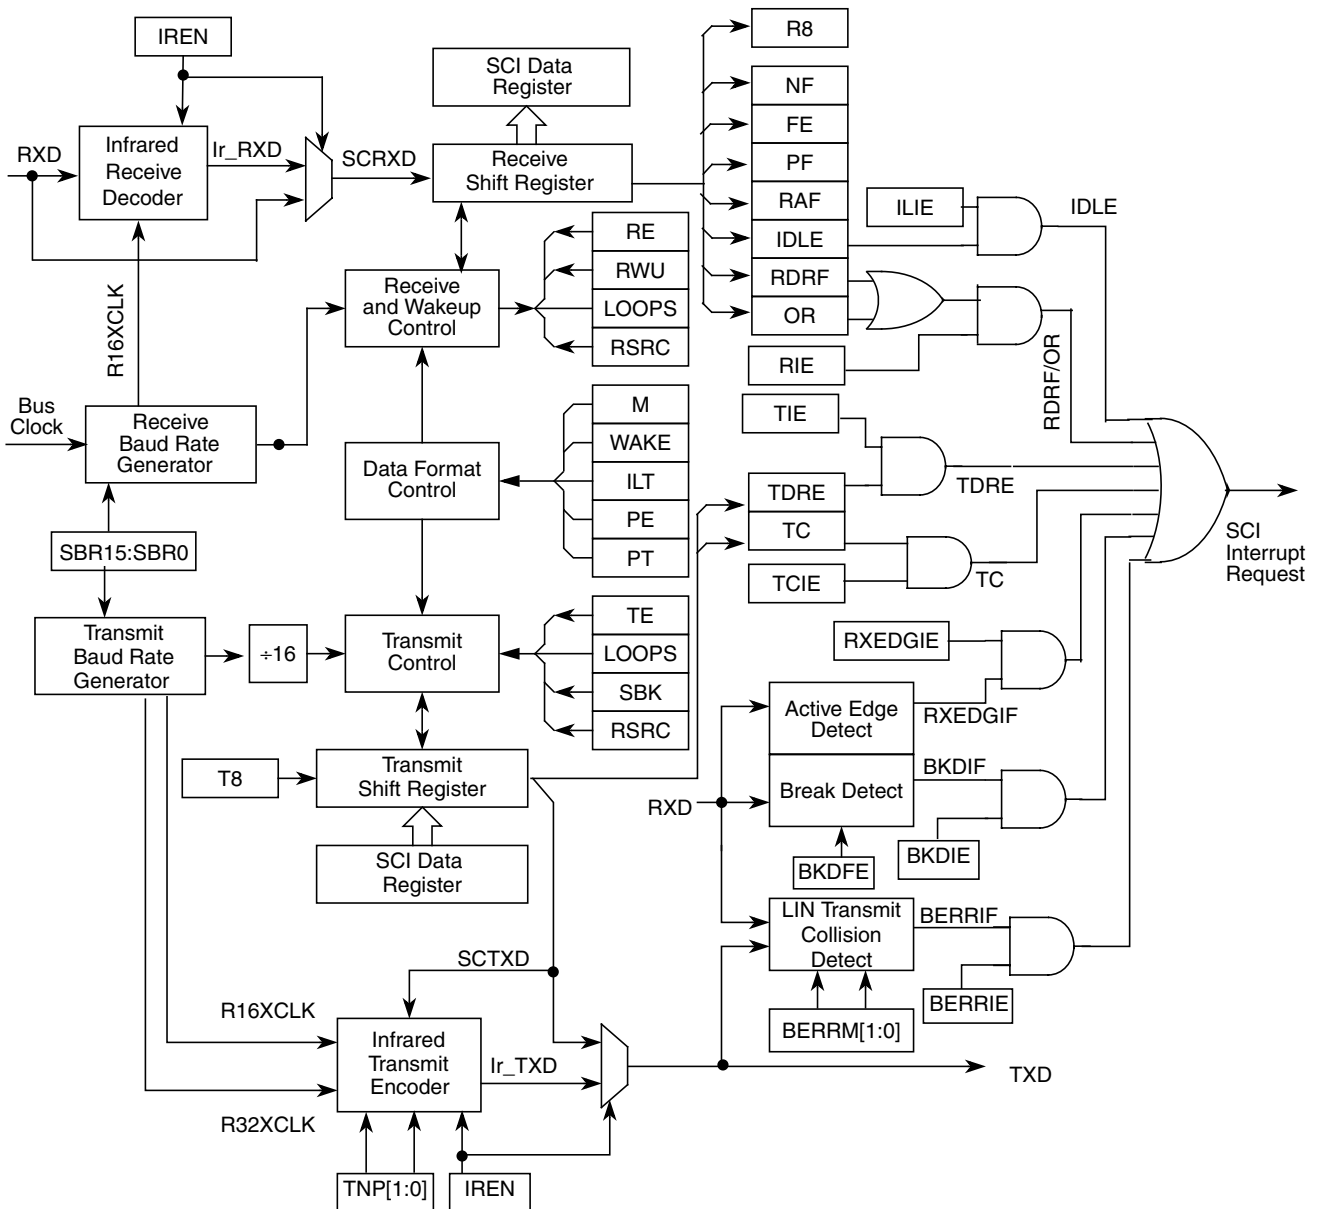 IREN
SCI Data
Register
R8
NF
FE
PF
RAF
IDLE
RDRF
OR
RXD
Infrared
Receive
Decoder
Ir_RXD
SCRXD
Receive
Shift Register
ILIE
IDLE
RE
RWU
LOOPS
RSRC
Receive
and Wakeup
Control
R16XCLK
RIE
RDRF/OR
Bus
Clock
Receive
Baud Rate
Generator
M
WAKE
ILT
PE
PT
Data Format
Control
TIE
TDRE
TC
TDRE
TCIE
TC
SCI
Interrupt
Request
SBR15:SBR0
Transmit
Baud Rate
Generator
÷16
Transmit
Control
TE
LOOPS
SBK
RSRC
RXEDGIE
Active Edge
Detect
RXEDGIF
Break Detect
BKDIF
RXD
T8
Transmit
Shift Register
SCI Data
Register
BKDFE
BKDIE
LIN Transmit
Collision
Detect
BERRIF
BERRIE
BERRM[1:0]
SCTXD
R16XCLK
Infrared
Transmit
Encoder
Ir_TXD
TXD
R32XCLK
TNP[1:0]
IREN